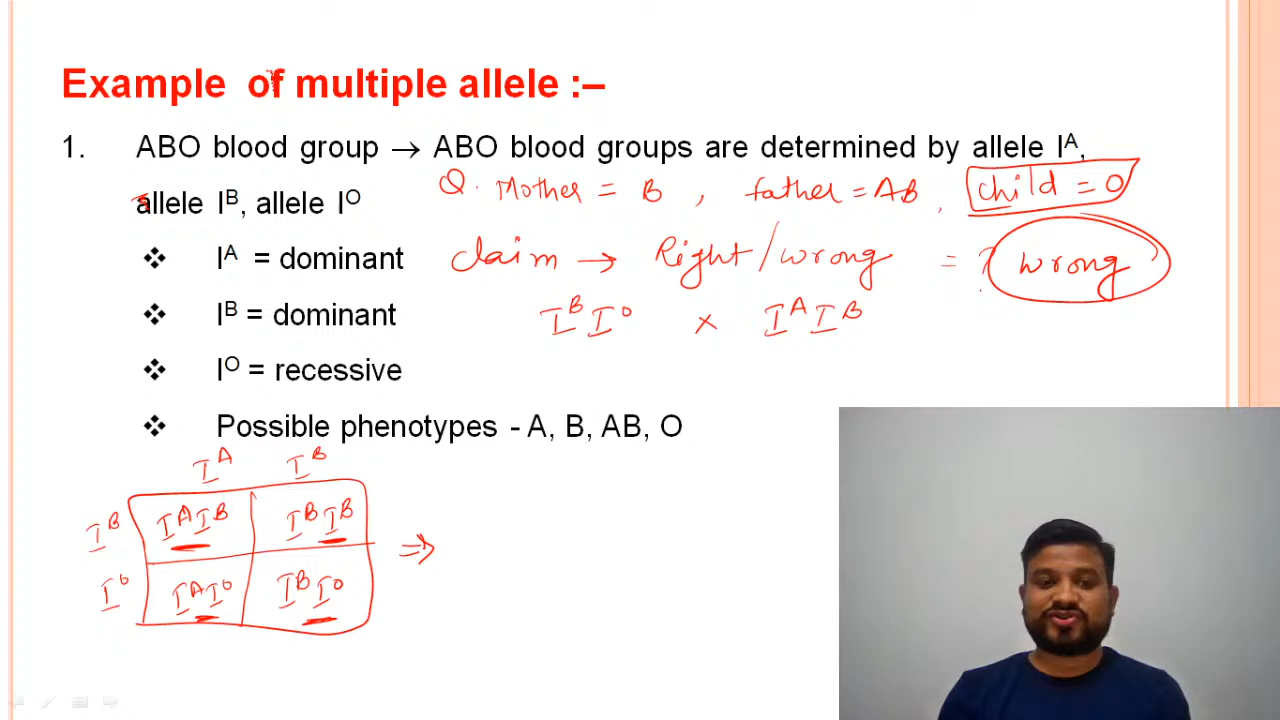 Example of multiple allele :–
1. ABO blood group → ABO blood groups are determined by allele Iᴬ,
allele Iᴮ, allele Iᴼ
Q. Mother = B , father = AB , child = O
❖ Iᴬ = dominant
claim → Right/wrong = ? wrong
❖ Iᴮ = dominant
IᴮIᴼ × IᴬIᴮ
❖ Iᴼ = recessive
❖ Possible phenotypes - A, B, AB, O
Iᴬ Iᴮ
Iᴮ IᴬIᴮ IᴮIᴮ ⇒
Iᴼ IᴬIᴼ IᴮIᴼ